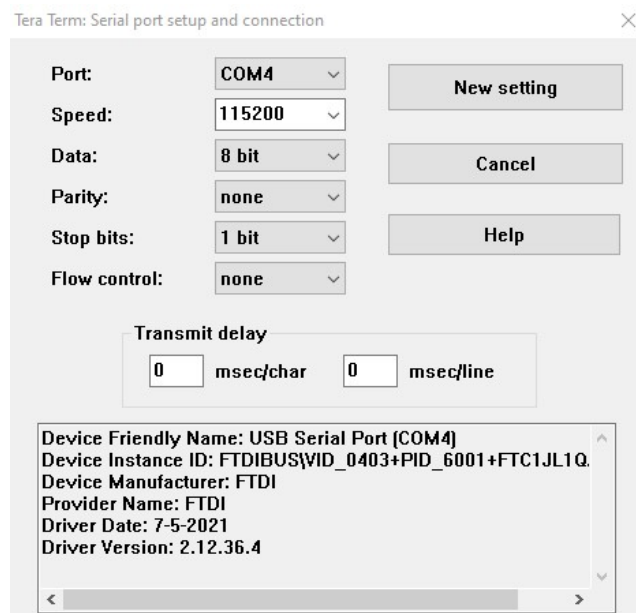 Tera Term: Serial port setup and connection
Port: COM4 New setting
Speed: 115200
Data: 8 bit Cancel
Parity: none
Stop bits: 1 bit Help
Flow control: none
Transmit delay
0 msec/char 0 msec/line
Device Friendly Name: USB Serial Port (COM4)
Device Instance ID: FTDIBUS\VID_0403+PID_6001+FTC1JL1Q.
Device Manufacturer: FTDI
Provider Name: FTDI
Driver Date: 7-5-2021
Driver Version: 2.12.36.4